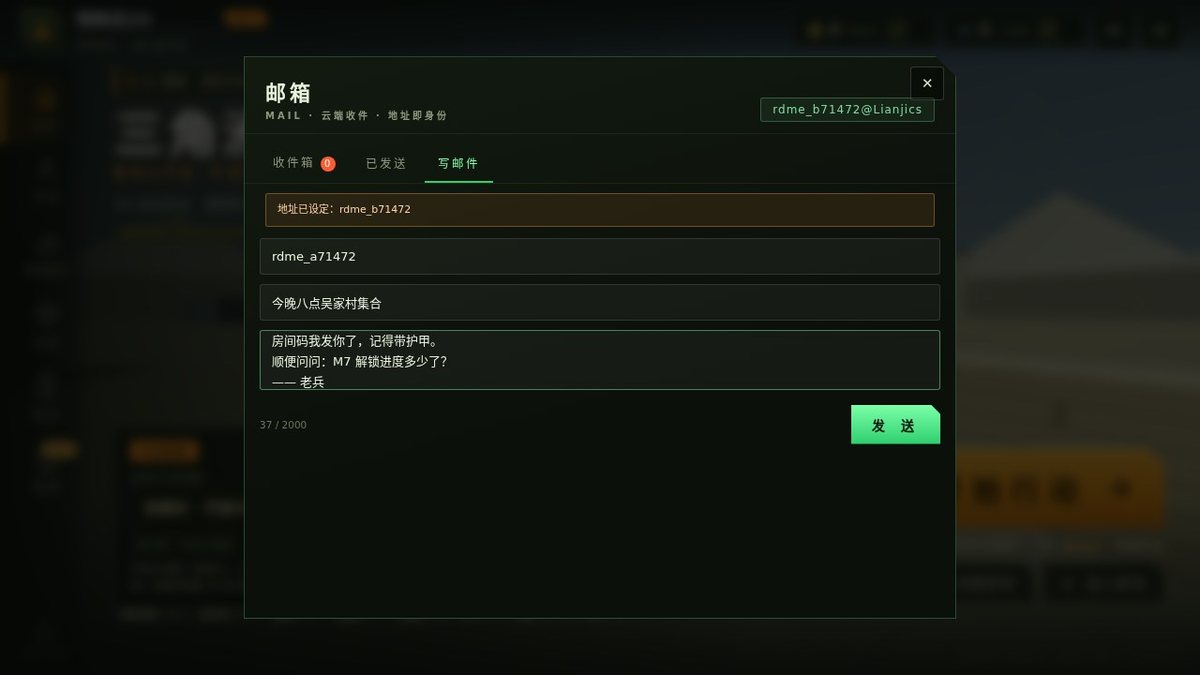 邮箱
MAIL · 云端收件 · 地址即身份
×
rdme_b71472@Lianjics
收件箱 0
已发送
写邮件
地址已设定：rdme_b71472
rdme_a71472
今晚八点吴家村集合
房间码我发你了，记得带护甲。
顺便问问：M7 解锁进度多少了？
—— 老兵
37 / 2000
发 送